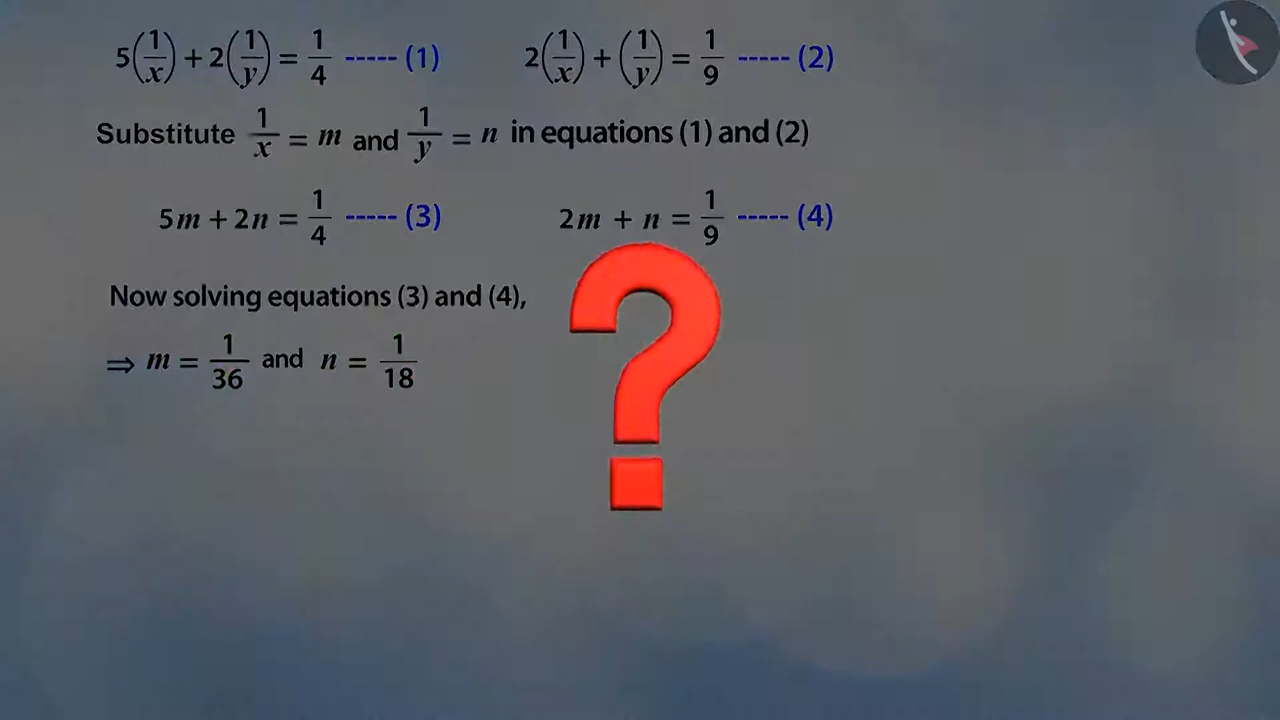 5(1/x) + 2(1/y) = 1/4 ----- (1) 2(1/x) + (1/y) = 1/9 ----- (2)
Substitute 1/x = m and 1/y = n in equations (1) and (2)
5m + 2n = 1/4 ----- (3) 2m + n = 1/9 ----- (4)
Now solving equations (3) and (4),
⇒ m = 1/36 and n = 1/18
?